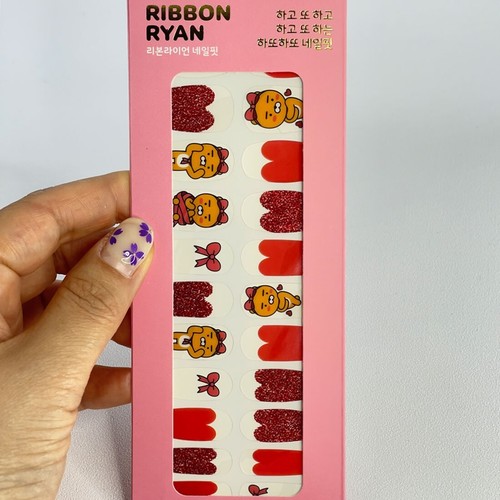 RIBBON
RYAN
리본라이언 네일핏
하고 또 하고
하고 또 하는
하또하또 네일핏